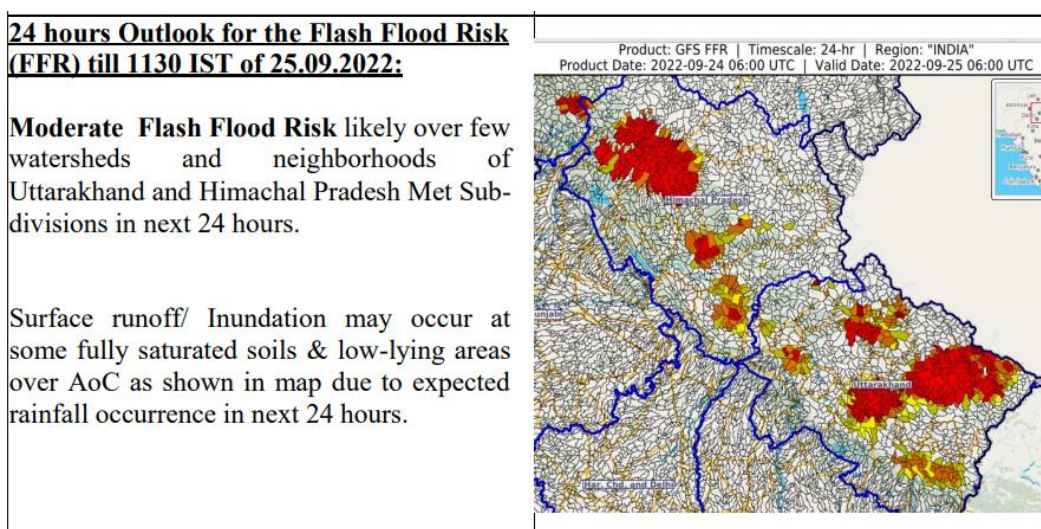 24 hours Outlook for the Flash Flood Risk
(FFR) till 1130 IST of 25.09.2022:
Moderate Flash Flood Risk likely over few
watersheds and neighborhoods of
Uttarakhand and Himachal Pradesh Met Sub-
divisions in next 24 hours.
Surface runoff/ Inundation may occur at
some fully saturated soils & low-lying areas
over AoC as shown in map due to expected
rainfall occurrence in next 24 hours.
Product: GFS FFR | Timescale: 24-hr | Region: "INDIA"
Product Date: 2022-09-24 06:00 UTC | Valid Date: 2022-09-25 06:00 UTC
Himachal Pradesh
unjab
Uttarakhand
Har. Chd. and Delhi